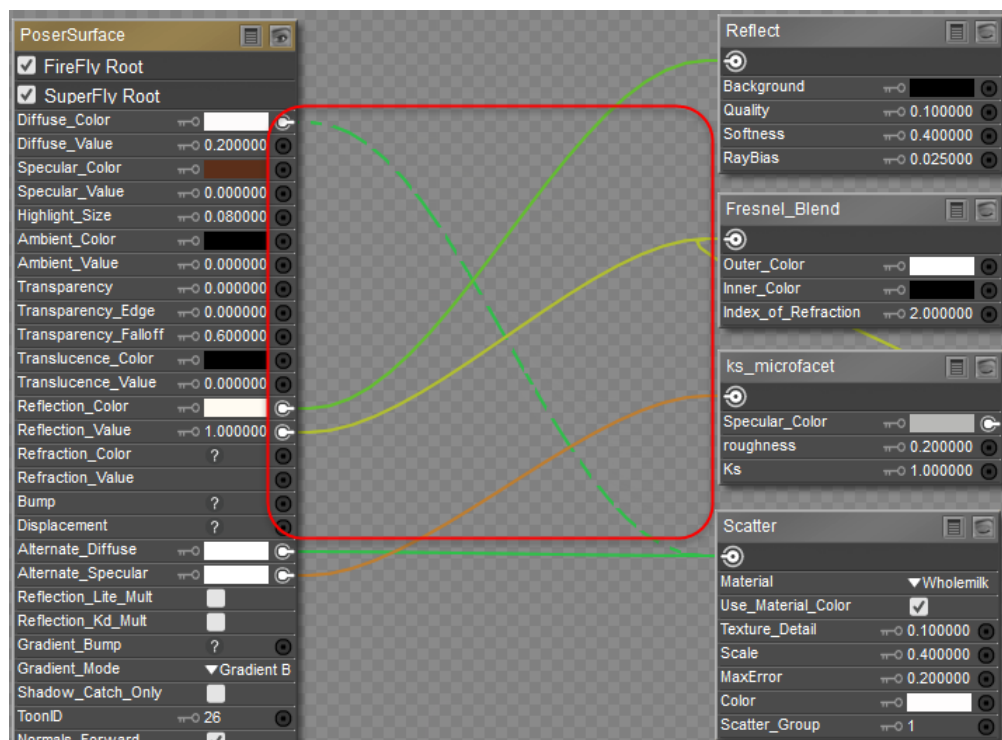 PoserSurface
FireFly Root
SuperFly Root
Diffuse_Color
Diffuse_Value 0.200000
Specular_Color
Specular_Value 0.000000
Highlight_Size 0.080000
Ambient_Color
Ambient_Value 0.000000
Transparency 0.000000
Transparency_Edge 0.000000
Transparency_Falloff 0.600000
Translucence_Color
Translucence_Value 0.000000
Reflection_Color
Reflection_Value 1.000000
Refraction_Color ?
Refraction_Value
Bump ?
Displacement ?
Alternate_Diffuse
Alternate_Specular
Reflection_Lite_Mult
Reflection_Kd_Mult
Gradient_Bump ?
Gradient_Mode Gradient B
Shadow_Catch_Only
ToonID 26
Normals_Forward
Reflect
Background
Quality 0.100000
Softness 0.400000
RayBias 0.025000
Fresnel_Blend
Outer_Color
Inner_Color
Index_of_Refraction 2.000000
ks_microfacet
Specular_Color
roughness 0.200000
Ks 1.000000
Scatter
Material Wholemilk
Use_Material_Color
Texture_Detail 0.100000
Scale 0.400000
MaxError 0.200000
Color
Scatter_Group 1